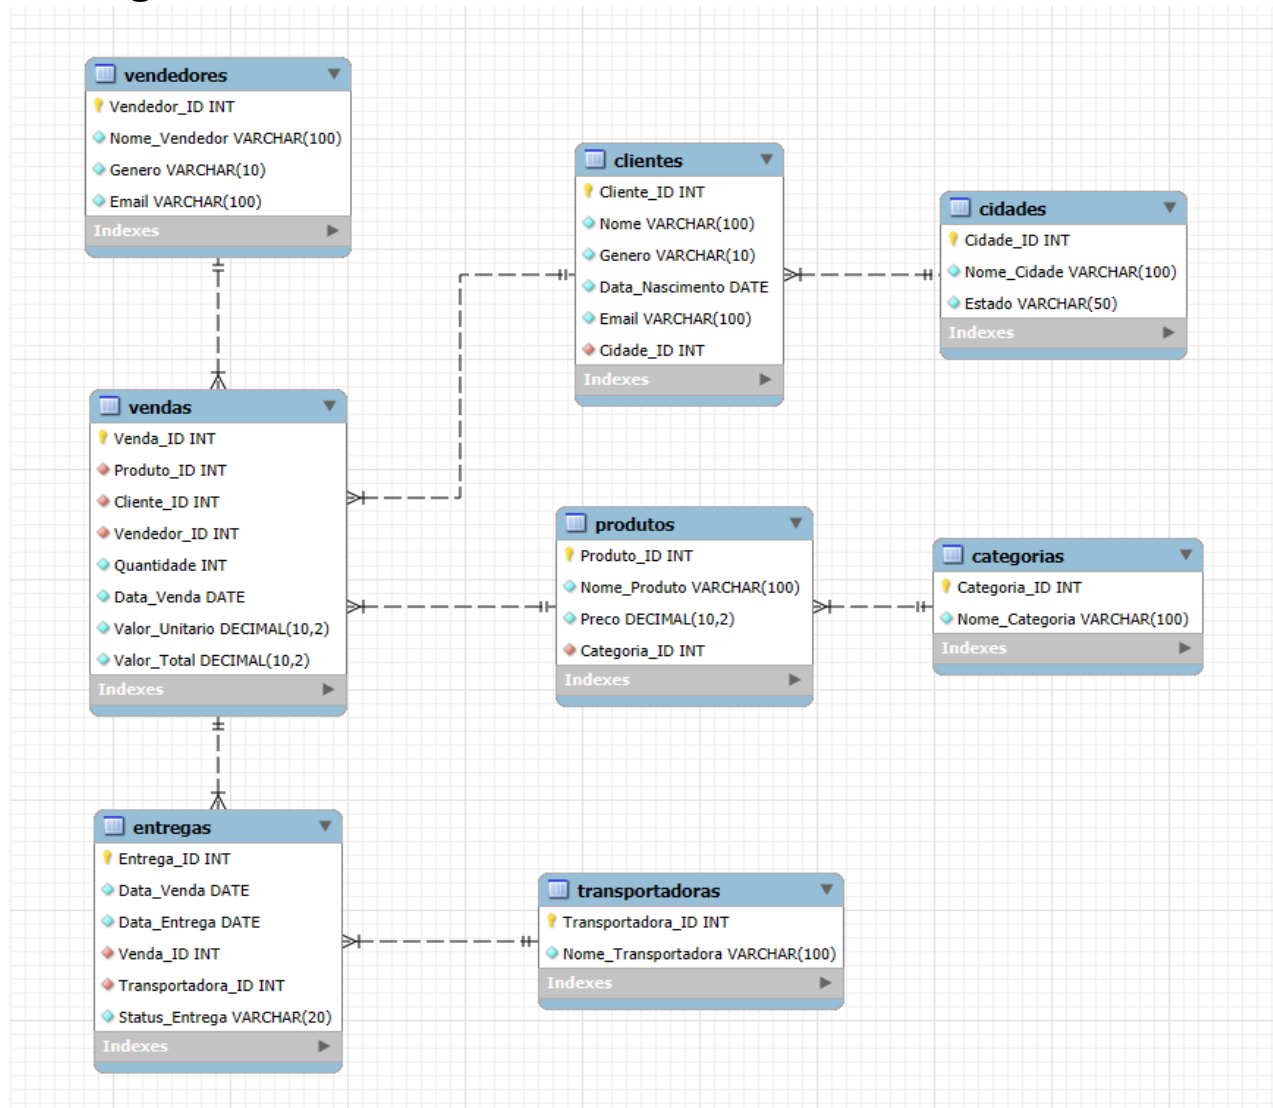 vendedores
Vendedor_ID INT
Nome_Vendedor VARCHAR(100)
Genero VARCHAR(10)
Email VARCHAR(100)
Indexes
clientes
Cliente_ID INT
Nome VARCHAR(100)
Genero VARCHAR(10)
Data_Nascimento DATE
Email VARCHAR(100)
Cidade_ID INT
Indexes
cidades
Cidade_ID INT
Nome_Cidade VARCHAR(100)
Estado VARCHAR(50)
Indexes
vendas
Venda_ID INT
Produto_ID INT
Cliente_ID INT
Vendedor_ID INT
Quantidade INT
Data_Venda DATE
Valor_Unitario DECIMAL(10,2)
Valor_Total DECIMAL(10,2)
Indexes
produtos
Produto_ID INT
Nome_Produto VARCHAR(100)
Preco DECIMAL(10,2)
Categoria_ID INT
Indexes
categorias
Categoria_ID INT
Nome_Categoria VARCHAR(100)
Indexes
entregas
Entrega_ID INT
Data_Venda DATE
Data_Entrega DATE
Venda_ID INT
Transportadora_ID INT
Status_Entrega VARCHAR(20)
Indexes
transportadoras
Transportadora_ID INT
Nome_Transportadora VARCHAR(100)
Indexes